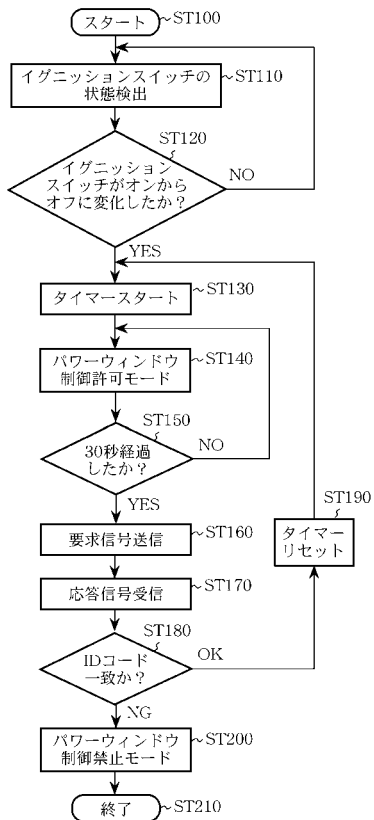 スタート
ST100
イグニッションスイッチの
状態検出
ST110
ST120
イグニッション
スイッチがオンから
オフに変化したか？
NO
YES
タイマースタート
ST130
パワーウィンドウ
制御許可モード
ST140
ST150
30秒経過
したか？
NO
YES
ST190
タイマー
リセット
要求信号送信
ST160
応答信号受信
ST170
ST180
IDコード
一致か？
OK
NG
パワーウィンドウ
制御禁止モード
ST200
終了
ST210